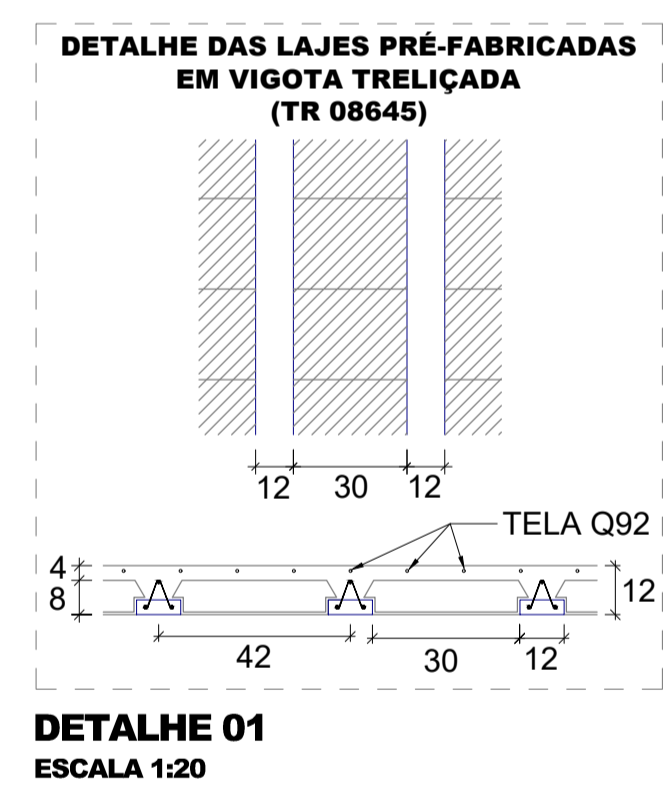 DETALHE DAS LAJES PRÉ-FABRICADAS
EM VIGOTA TRELIÇADA
(TR 08645)
12 30 12
TELA Q92
4
8
12
42 30 12
DETALHE 01
ESCALA 1:20